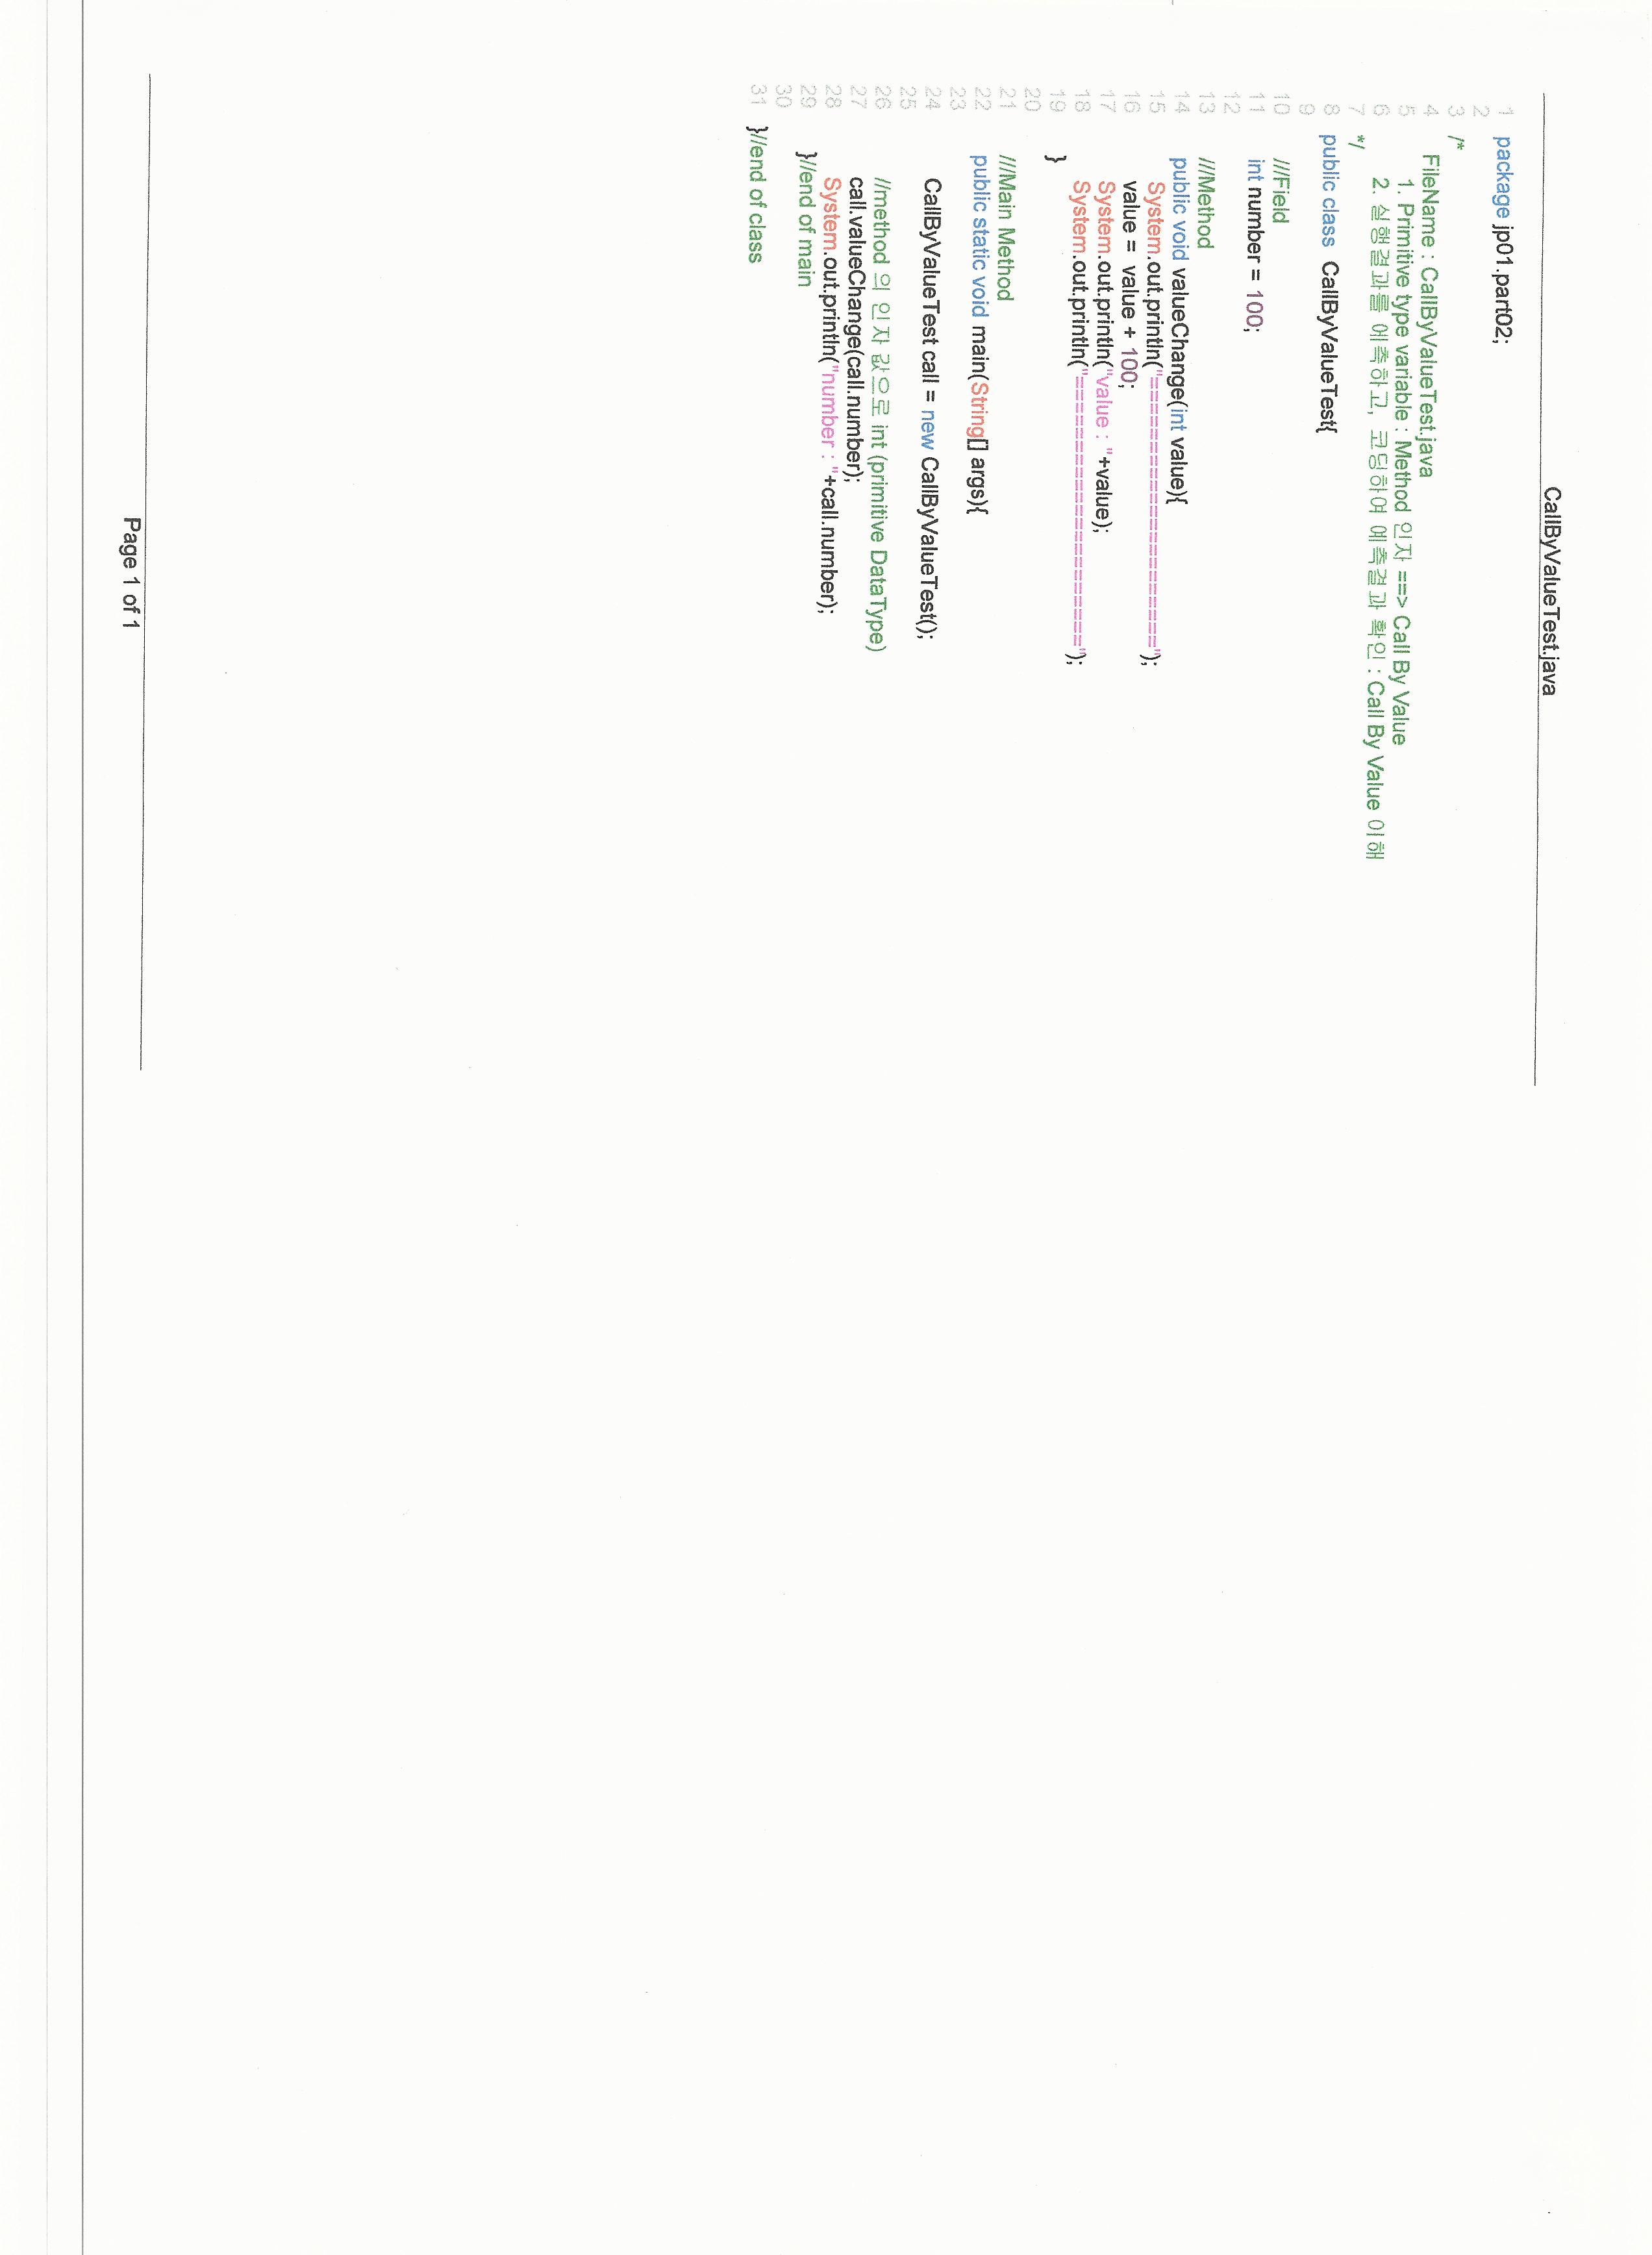 CallByValueTest.java
1 package jp01.part02;
2
3 /*
4 FileName : CallByValueTest.java
5 1. Primitive type variable : Method 인자 ==> Call By Value
6 2. 실행결과를 에측하고, 코딩하여 예측결과 확인 : Call By Value 이해
7 */
8 public class CallByValueTest{
9
10 ///Field
11 int number = 100;
12
13 ///Method
14 public void valueChange(int value){
15 System.out.println("=====================");
16 value = value + 100;
17 System.out.println("value : "+value);
18 System.out.println("=====================");
19 }
20
21 ///Main Method
22 public static void main(String[] args){
23
24 CallByValueTest call = new CallByValueTest();
25
26 //method 의 인자 값으로 int (primitive DataType)
27 call.valueChange(call.number);
28 System.out.println("number : "+call.number);
29 }//end of main
30
31 }//end of class
Page 1 of 1